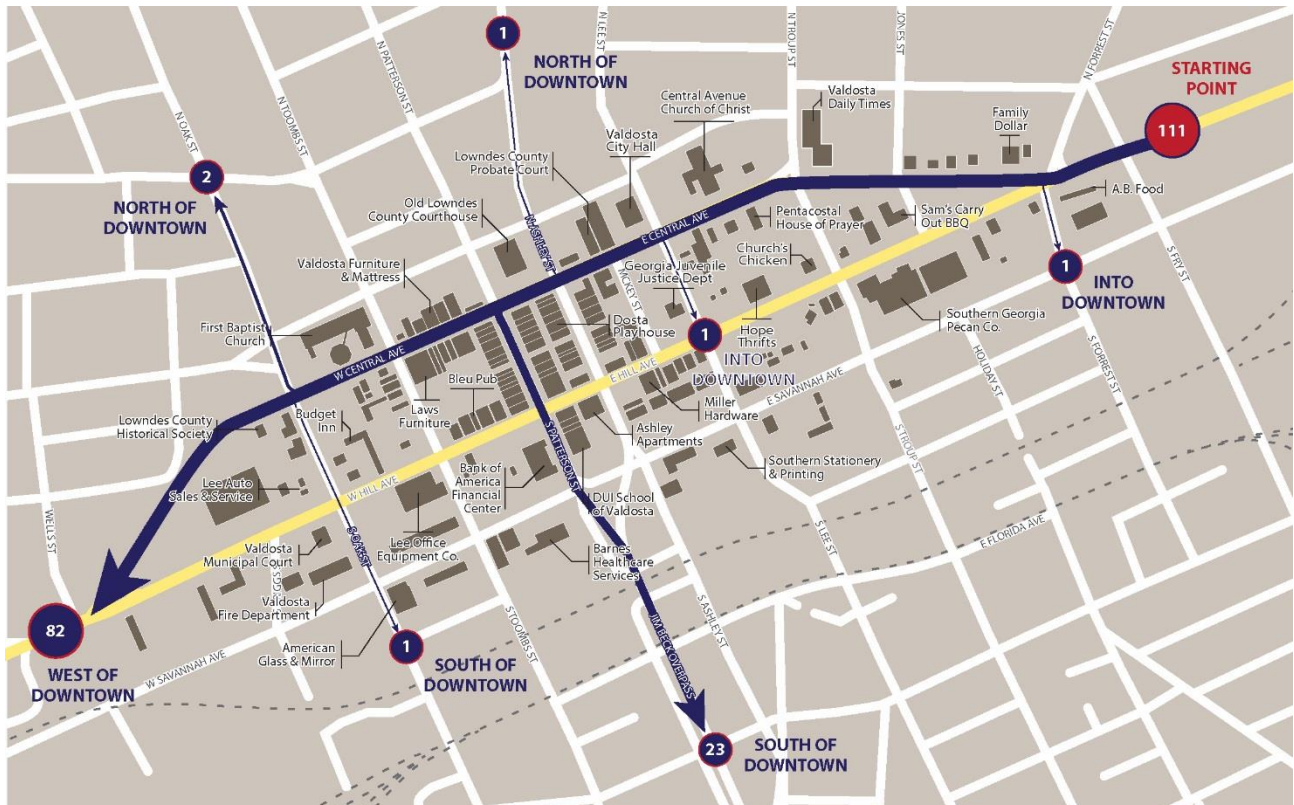 1
NORTH OF
DOWNTOWN
N OAK ST
N TOOMBS ST
N PATTERSON ST
N LEE ST
N TROUP ST
JONES ST
N FORREST ST
STARTING
POINT
111
Central Avenue
Church of Christ
Valdosta
Daily Times
Family
Dollar
Valdosta
City Hall
Lowndes County
Probate Court
2
NORTH OF
DOWNTOWN
Old Lowndes
County Courthouse
N ASHLEY ST
E CENTRAL AVE
Pentacostal
House of Prayer
Sam's Carry
Out BBQ
A.B. Food
Valdosta Furniture
& Mattress
MCKEY ST
Georgia Juvenile
Justice Dept
Church's
Chicken
S FRY ST
1
INTO
DOWNTOWN
First Baptist
Church
Dosta
Playhouse
1
INTO
DOWNTOWN
Hope
Thrifts
Southern Georgia
Pecan Co.
W CENTRAL AVE
Bleu Pub
Laws
Furniture
E HILL AVE
Miller
Hardware
E SAVANNAH AVE
HOLIDAY ST
S FORREST ST
Lowndes County
Historical Society
Budget
Inn
Ashley
Apartments
S PATTERSON ST
S TROUP ST
Lee Auto
Sales & Service
W HILL AVE
Bank of
America
Financial
Center
DUI School
of Valdosta
Southern Stationery
& Printing
WELLS ST
Valdosta
Municipal Court
S OAK ST
Lee Office
Equipment Co.
Barnes
Healthcare
Services
S LEE ST
E FLORIDA AVE
Valdosta
Fire Department
American
Glass & Mirror
S TOOMBS ST
S ASHLEY ST
JIM BECK OVERPASS
82
WEST OF
DOWNTOWN
W SAVANNAH AVE
1
SOUTH OF
DOWNTOWN
23
SOUTH OF
DOWNTOWN